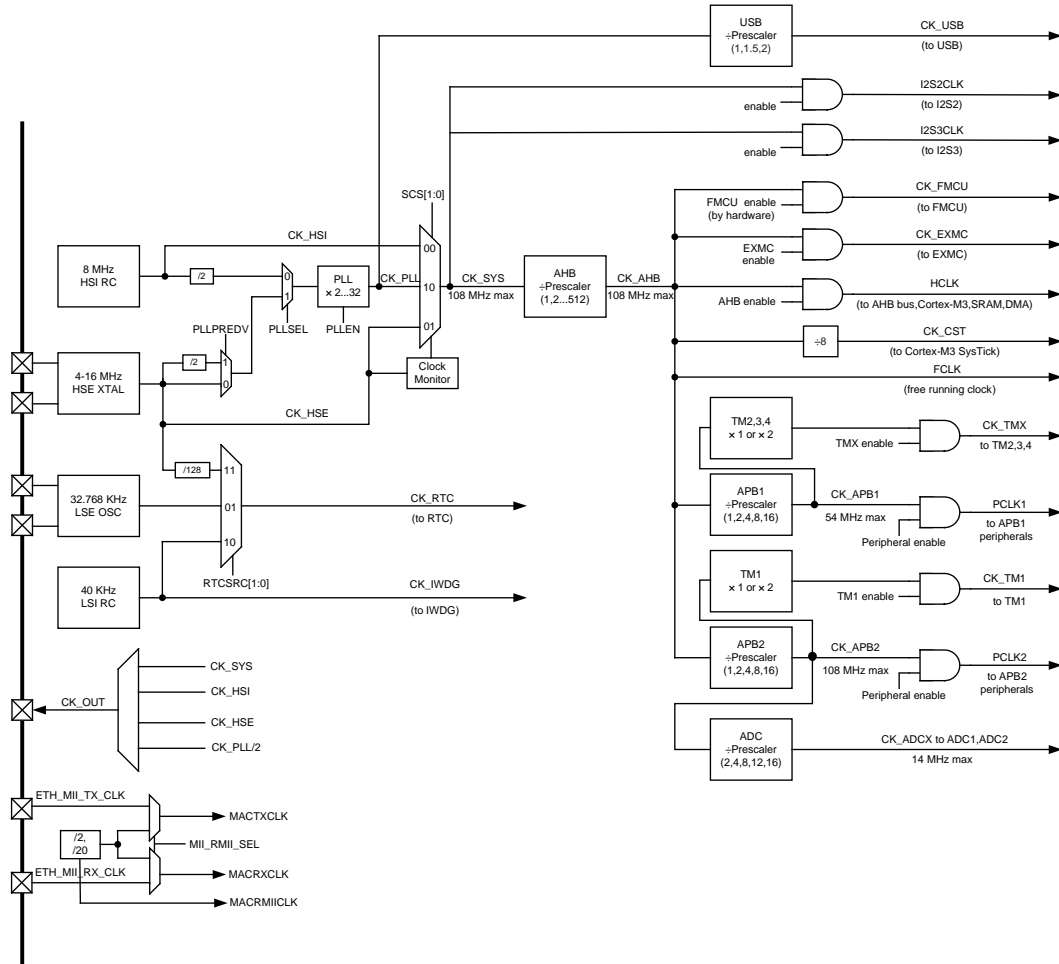 USB
÷Prescaler
(1,1.5,2)
CK_USB
(to USB)
I2S2CLK
enable
(to I2S2)
I2S3CLK
enable
(to I2S3)
SCS[1:0]
CK_FMCU
FMCU enable
(by hardware)
(to FMCU)
CK_HSI
00
CK_EXMC
EXMC
enable
(to EXMC)
8 MHz
HSI RC
/2
0
1
PLL
× 2...32
CK_PLL
10
CK_SYS
108 MHz max
AHB
÷Prescaler
(1,2...512)
CK_AHB
108 MHz max
HCLK
AHB enable
(to AHB bus,Cortex-M3,SRAM,DMA)
PLLPREDV
PLLSEL
PLLEN
01
÷8
CK_CST
(to Cortex-M3 SysTick)
4-16 MHz
HSE XTAL
/2
1
0
Clock
Monitor
FCLK
(free running clock)
CK_HSE
TM2,3,4
× 1 or × 2
CK_TMX
TMX enable
to TM2,3,4
/128
11
32.768 KHz
LSE OSC
01
CK_RTC
(to RTC)
APB1
÷Prescaler
(1,2,4,8,16)
CK_APB1
54 MHz max
PCLK1
to APB1
peripherals
Peripheral enable
10
RTCSRC[1:0]
40 KHz
LSI RC
CK_IWDG
(to IWDG)
TM1
× 1 or × 2
CK_TM1
TM1 enable
to TM1
APB2
÷Prescaler
(1,2,4,8,16)
CK_APB2
108 MHz max
PCLK2
to APB2
peripherals
Peripheral enable
CK_OUT
CK_SYS
CK_HSI
CK_HSE
CK_PLL/2
ADC
÷Prescaler
(2,4,8,12,16)
CK_ADCX to ADC1,ADC2
14 MHz max
ETH_MII_TX_CLK
MACTXCLK
/2,
/20
MII_RMII_SEL
ETH_MII_RX_CLK
MACRXCLK
MACRMIICLK